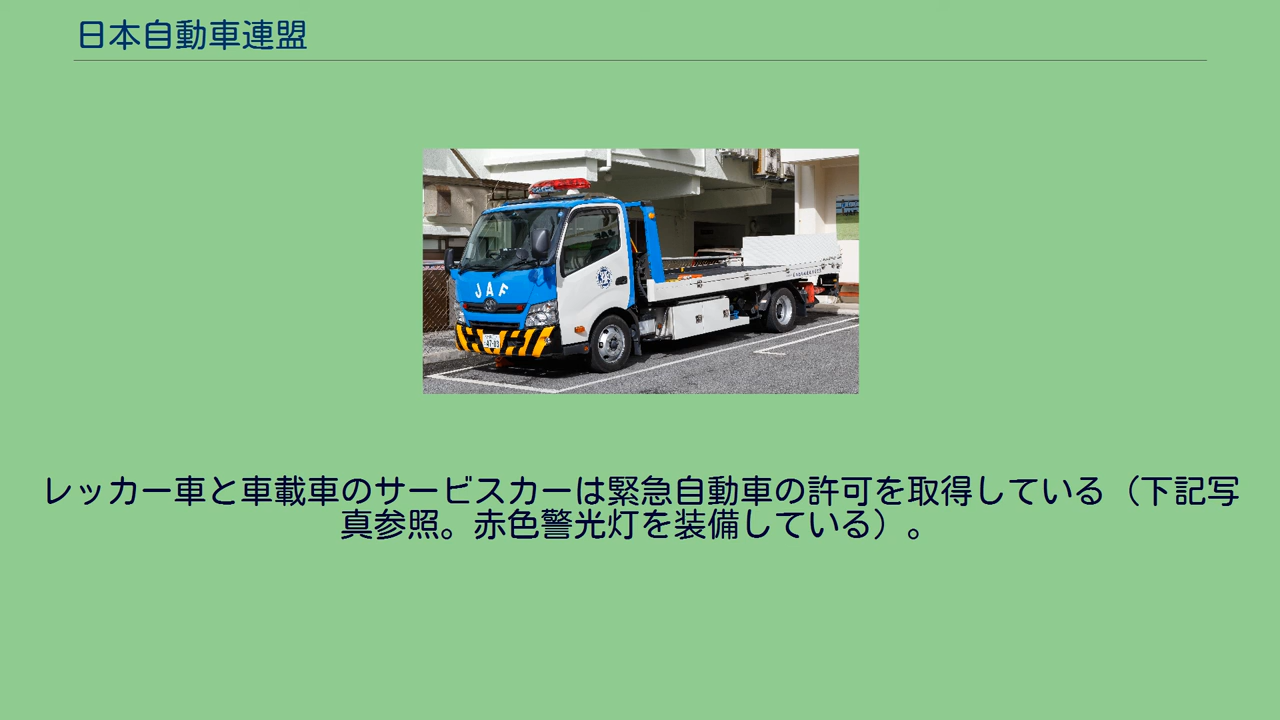 日本自動車連盟
JAF
レッカー車と車載車のサービスカーは緊急自動車の許可を取得している（下記写
真参照。赤色警光灯を装備している）。